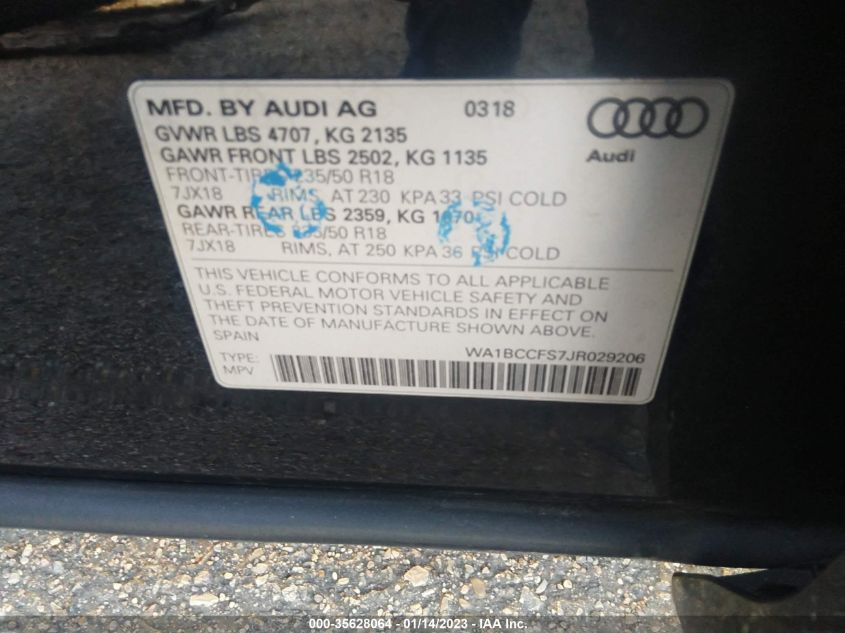 MFD. BY AUDI AG 0318
GVWR LBS 4707, KG 2135
GAWR FRONT LBS 2502, KG 1135
FRONT-TIRES 235/50 R18
7JX18 RIMS, AT 230 KPA 33 PSI COLD
GAWR REAR LBS 2359, KG 1070
REAR-TIRES 235/50 R18
7JX18 RIMS, AT 250 KPA 36 PSI COLD
Audi
THIS VEHICLE CONFORMS TO ALL APPLICABLE
U.S. FEDERAL MOTOR VEHICLE SAFETY AND
THEFT PREVENTION STANDARDS IN EFFECT ON
THE DATE OF MANUFACTURE SHOWN ABOVE.
SPAIN
WA1BCCFS7JR029206
TYPE:
MPV
000-35628064 - 01/14/2023 - IAA Inc.